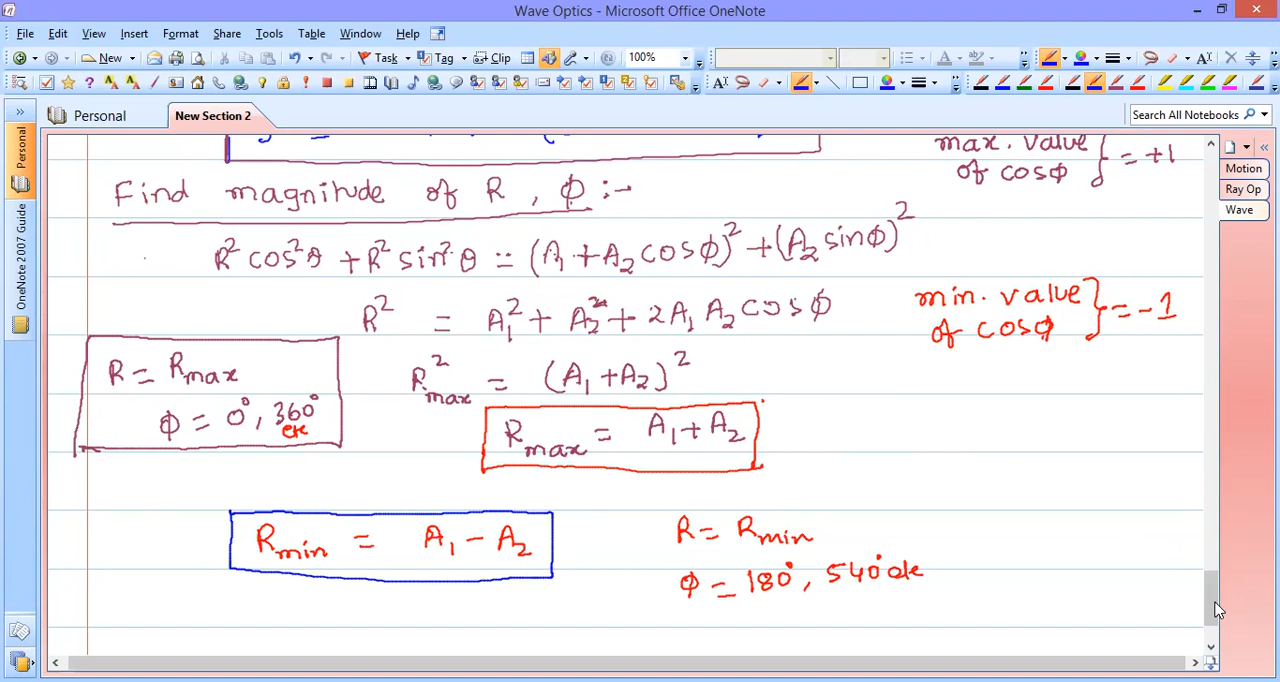 Wave Optics - Microsoft Office OneNote
File Edit View Insert Format Share Tools Table Window Help
New Task Tag Clip 100%
Personal New Section 2 Search All Notebooks
Personal
OneNote 2007 Guide
Motion
Ray Op
Wave
max. value
of cosϕ } = +1
Find magnitude of R, ϕ :-
R² cos²θ + R² sin²θ = (A₁ + A₂ cosϕ)² + (A₂ sinϕ)²
R² = A₁² + A₂² + 2A₁ A₂ cosϕ
min. value
of cosϕ } = -1
R = Rmax
ϕ = 0°, 360°
etc
R²max = (A₁ + A₂)²
Rmax = A₁ + A₂
Rmin = A₁ - A₂
R = Rmin
ϕ = 180°, 540° etc